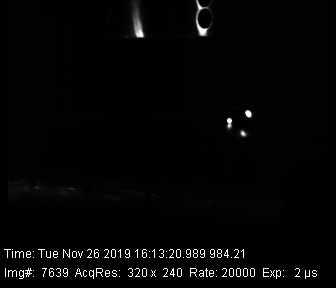 Time: Tue Nov 26 2019 16:13:20.989 984.21
Img#: 7639 AcqRes: 320 x 240 Rate: 20000 Exp: 2 µs